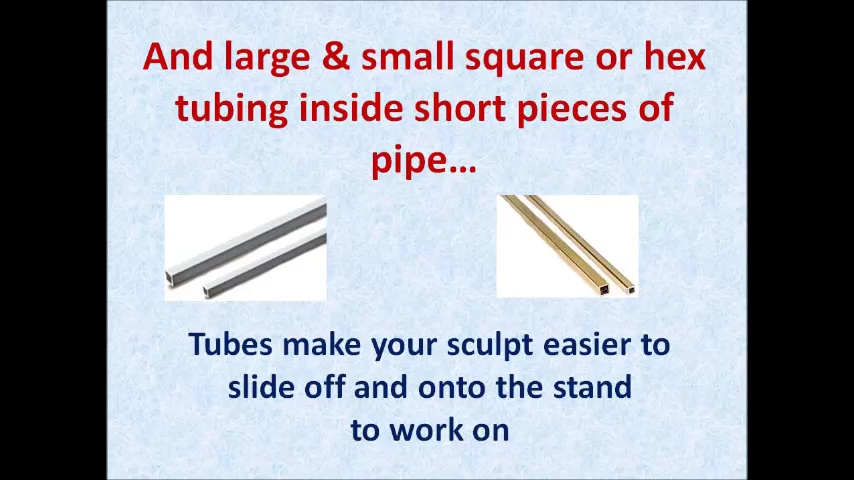 And large & small square or hex
tubing inside short pieces of
pipe...
Tubes make your sculpt easier to
slide off and onto the stand
to work on